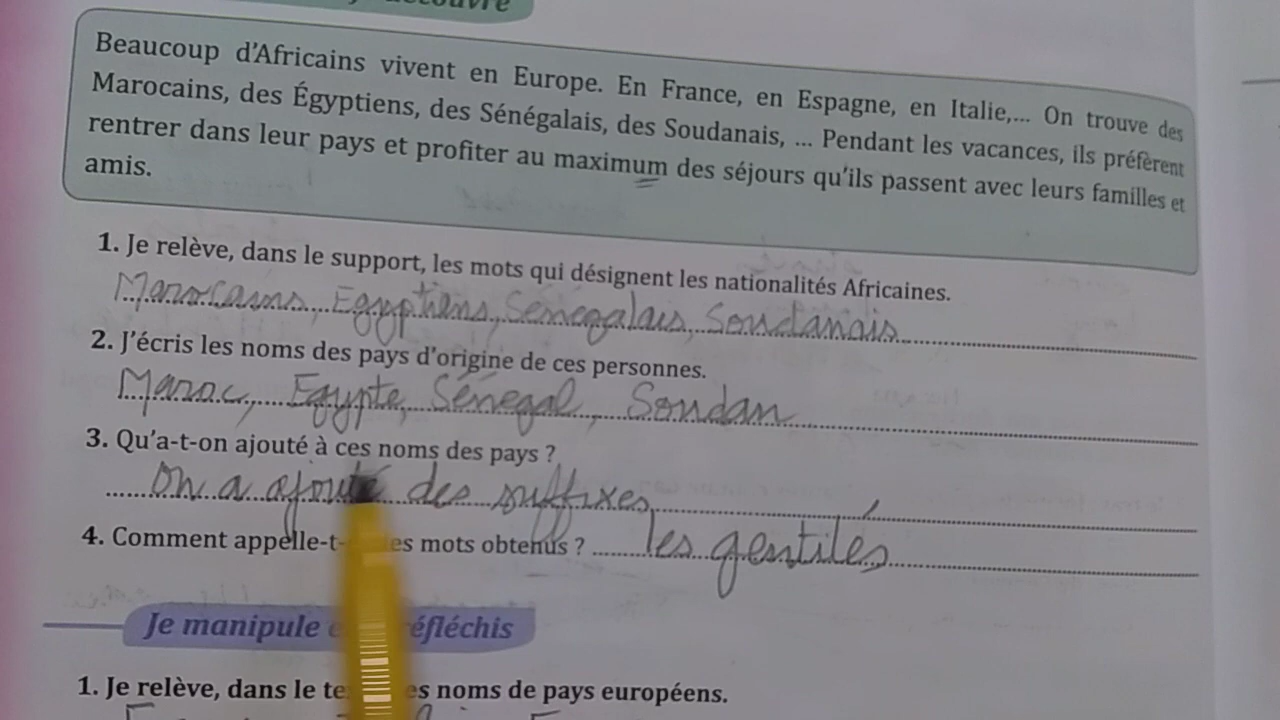 Beaucoup d'Africains vivent en Europe. En France, en Espagne, en Italie,... On trouve des
Marocains, des Égyptiens, des Sénégalais, des Soudanais, ... Pendant les vacances, ils préfèrent
rentrer dans leur pays et profiter au maximum des séjours qu'ils passent avec leurs familles et
amis.
1. Je relève, dans le support, les mots qui désignent les nationalités Africaines.
Marocains, Egyptiens, Sénégalais, Soudanais
2. J'écris les noms des pays d'origine de ces personnes.
Maroc, Egypte, Sénegal, Soudan
3. Qu'a-t-on ajouté à ces noms des pays ?
On a ajouté des suffixes
4. Comment appelle-t- es mots obtenus ? les gentilés
Je manipule éfléchis
1. Je relève, dans le te es noms de pays européens.